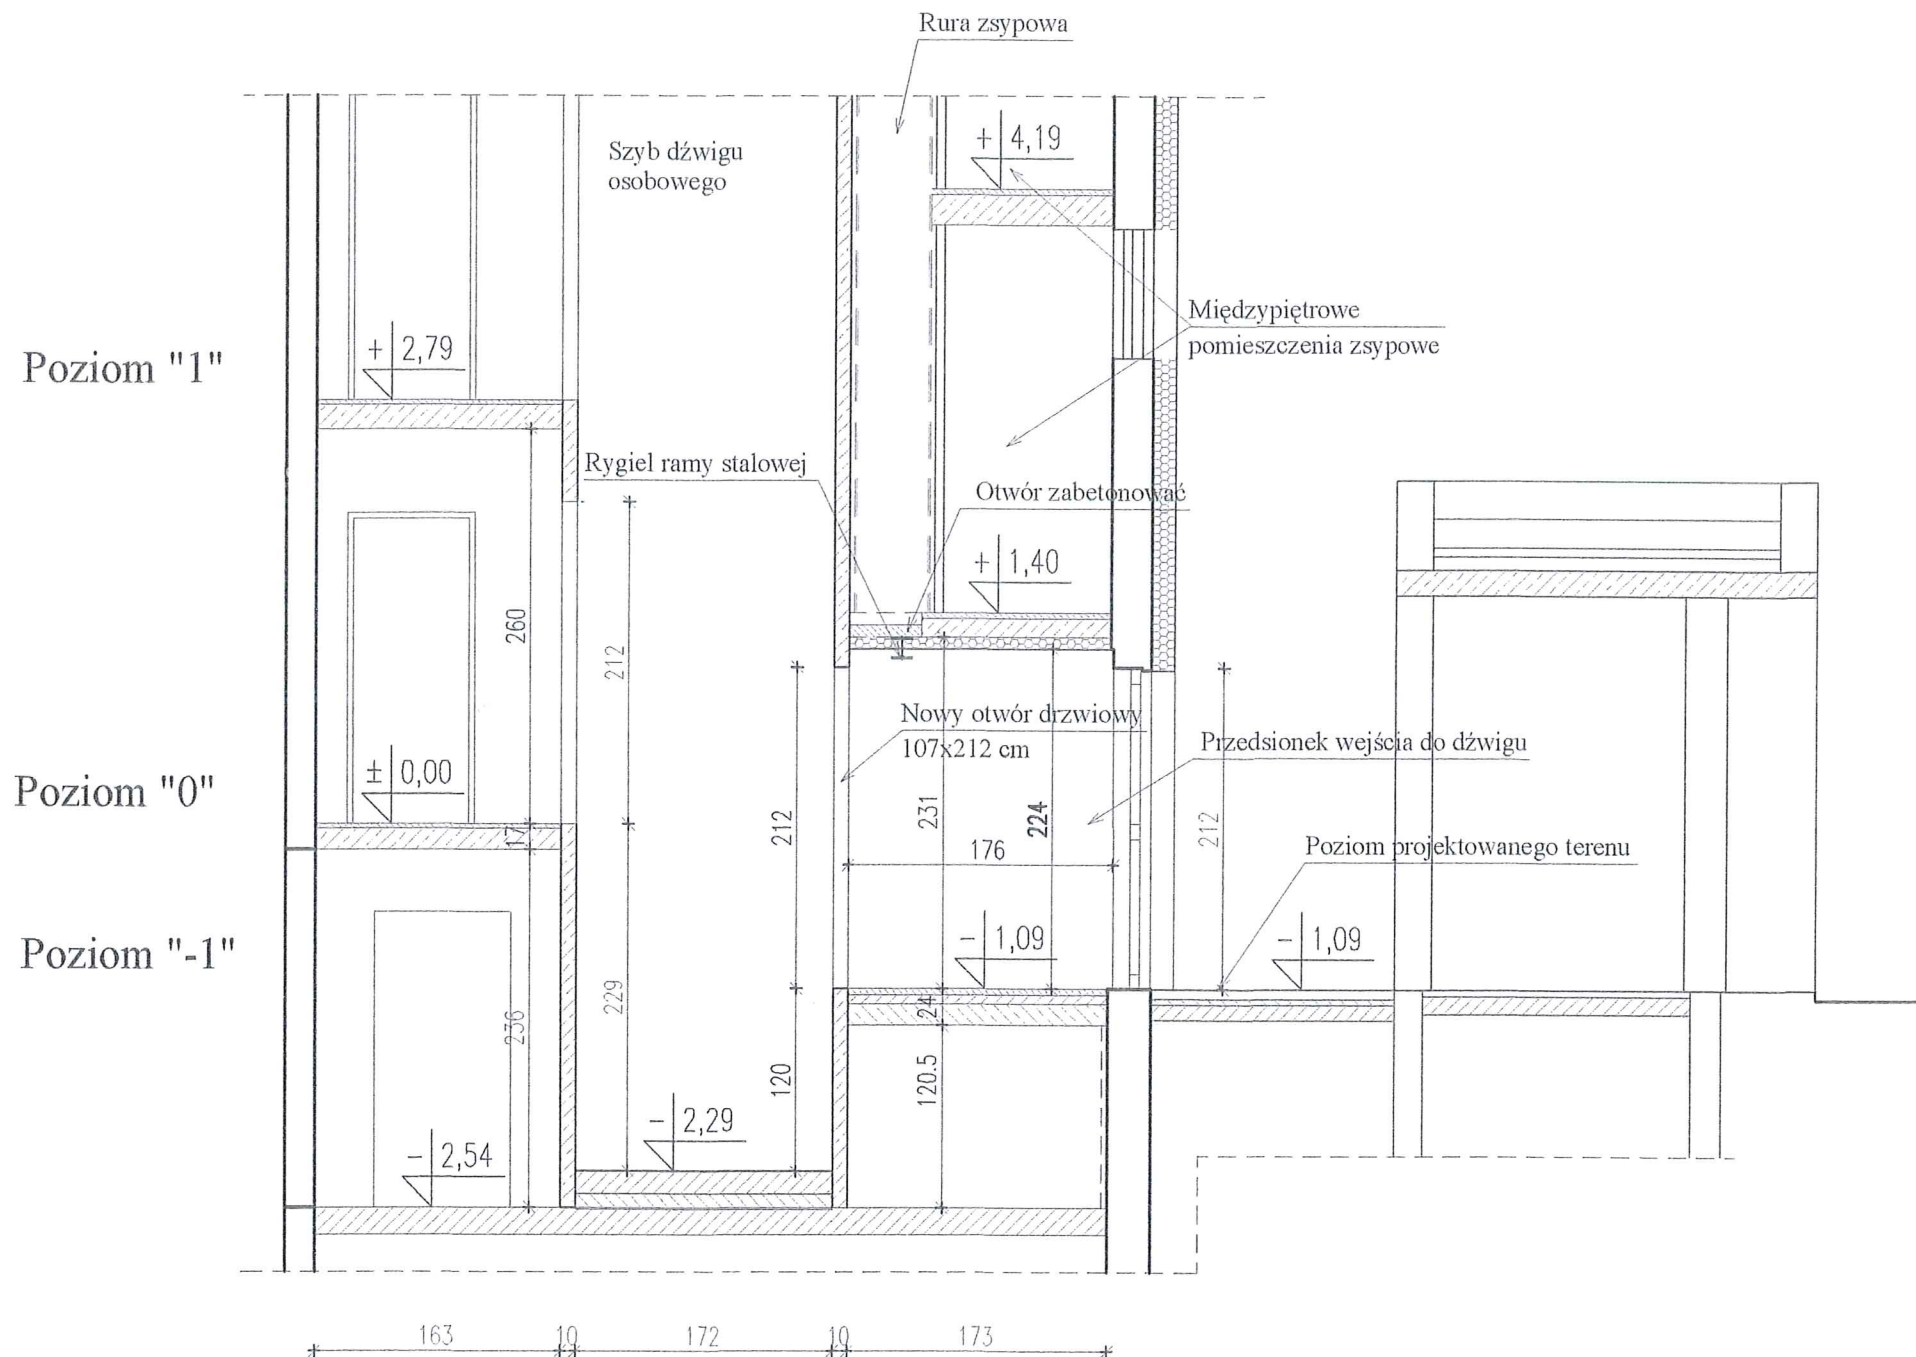 Rura zsypowa
Szyb dźwigu
osobowego
+ 4,19
Międzypiętrowe
pomieszczenia zsypowe
Poziom "1"
+ 2,79
Rygiel ramy stalowej
Otwór zabetonować
+ 1,40
260
212
Nowy otwór drzwiowy
107x212 cm
Przedsionek wejścia do dźwigu
Poziom "0"
± 0,00
17
212
231
224
212
176
Poziom projektowanego terenu
Poziom "-1"
- 1,09
- 1,09
236
229
24
120
120.5
- 2,29
- 2,54
163
10
172
10
173